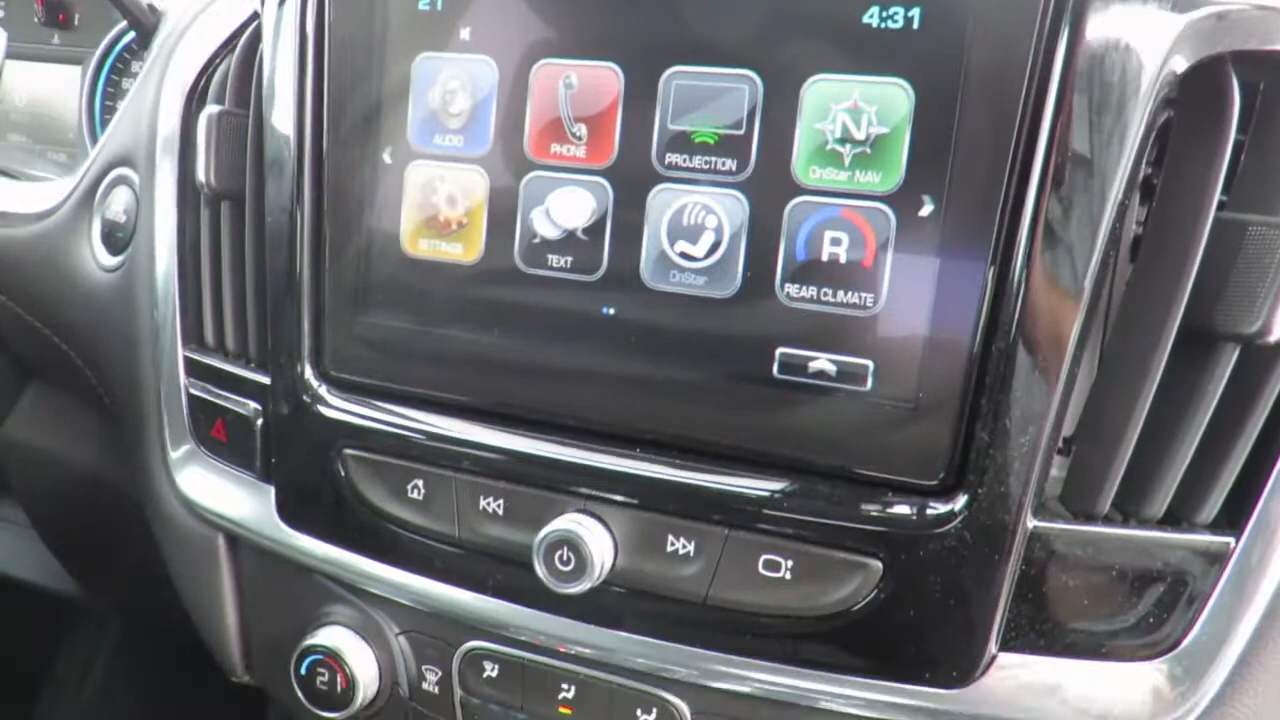 21
4:31
AUDIO
PHONE
PROJECTION
N
OnStar NAV
SETTINGS
TEXT
OnStar
R
REAR CLIMATE
21
MAX